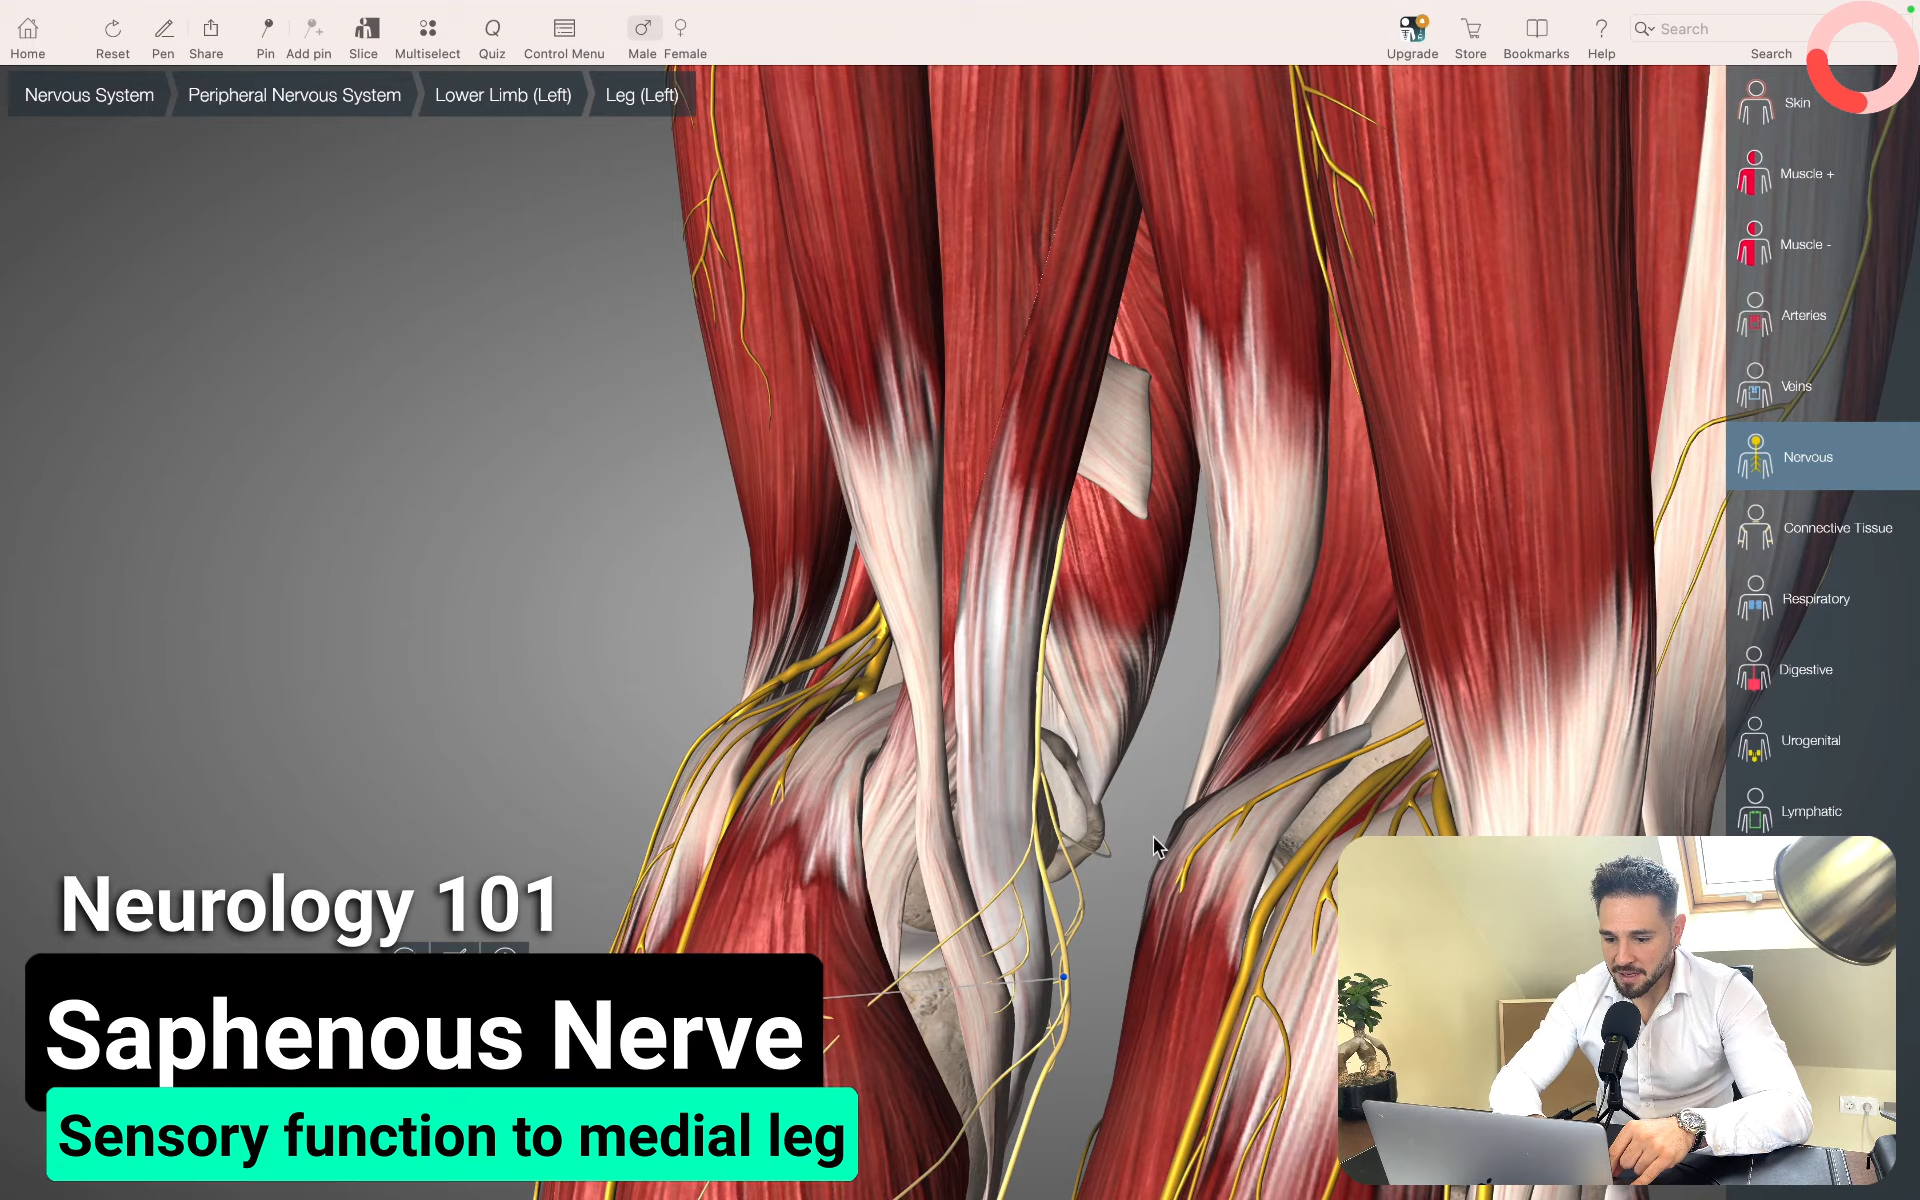 Home
Reset
Pen
Share
Pin
Add pin
Slice
Multiselect
Q
Quiz
Control Menu
Male
Female
Upgrade
Store
Bookmarks
?
Help
Search
Search
Nervous System
Peripheral Nervous System
Lower Limb (Left)
Leg (Left)
Skin
Muscle +
Muscle -
Arteries
Veins
Nervous
Connective Tissue
Respiratory
Digestive
Urogenital
Lymphatic
Neurology 101
Saphenous Nerve
Sensory function to medial leg